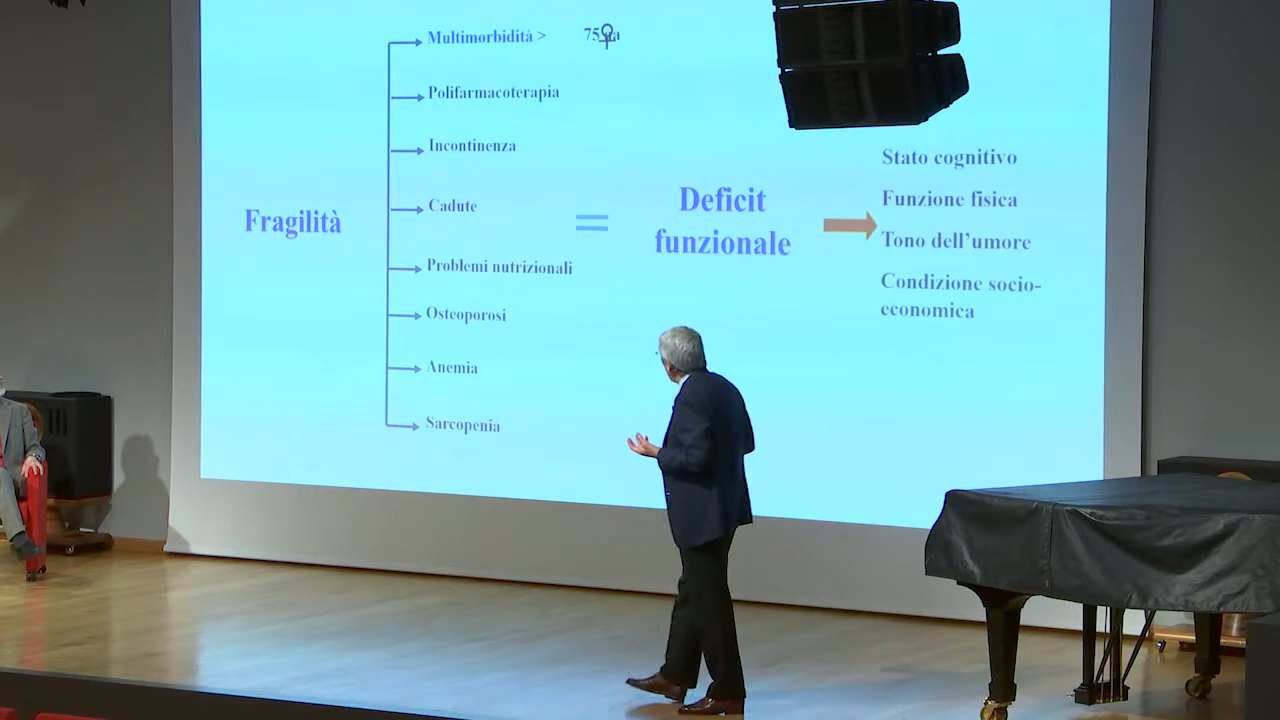 Multimorbidità > 75 ♀
Polifarmacoterapia
Incontinenza
Cadute
Fragilità
Problemi nutrizionali
Osteoporosi
Anemia
Sarcopenia
=
Deficit
funzionale
Stato cognitivo
Funzione fisica
Tono dell'umore
Condizione socio-
economica